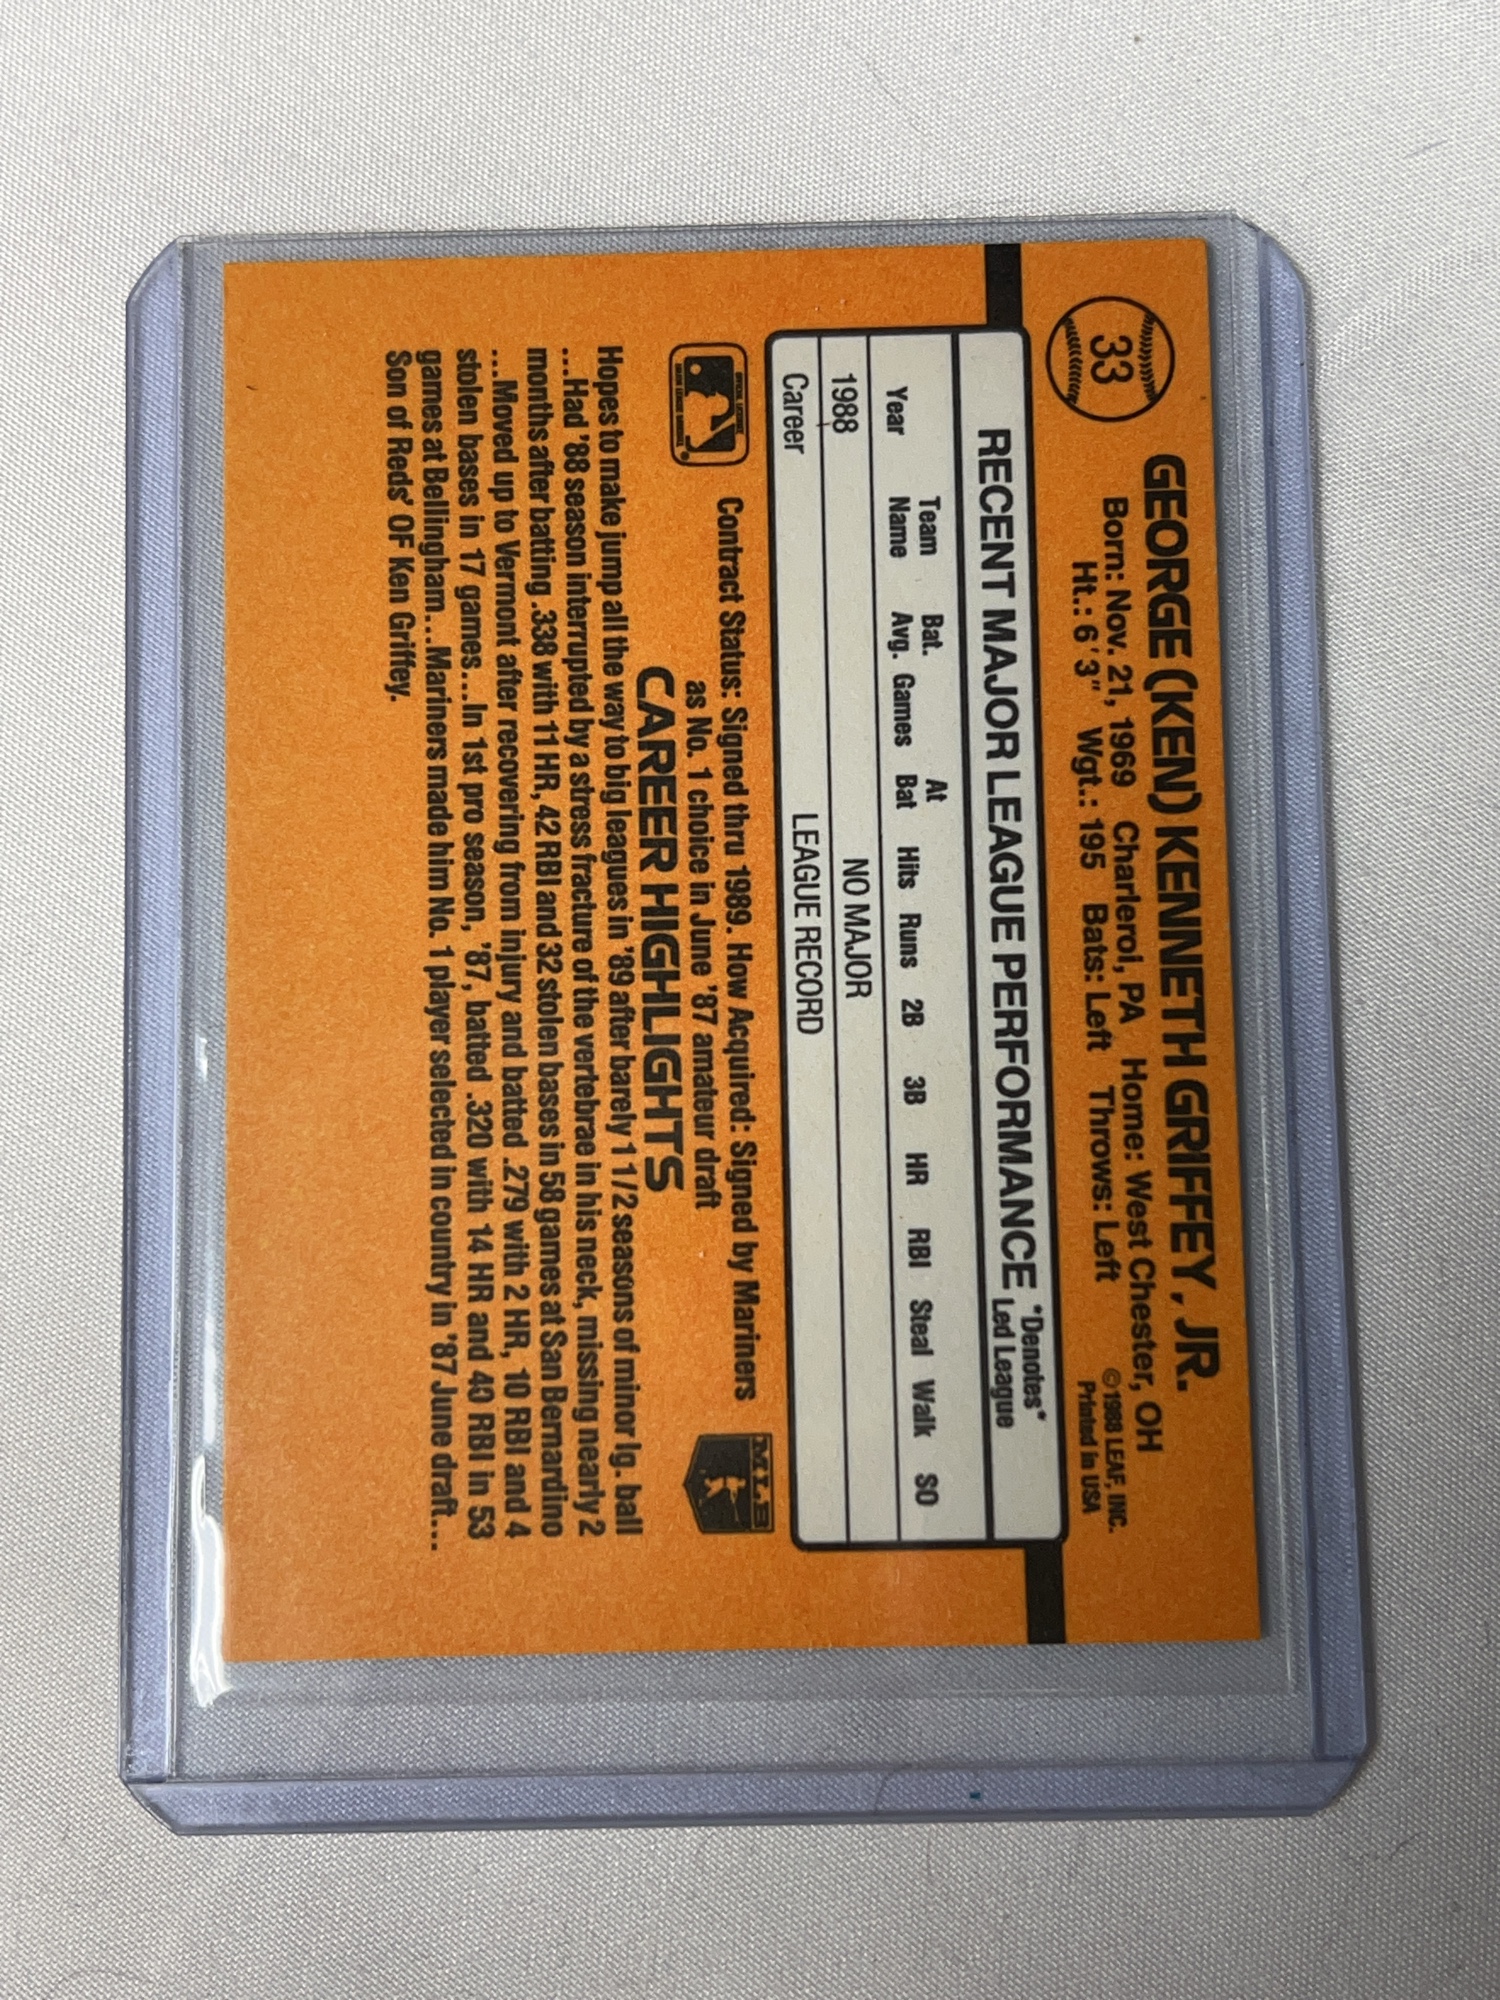 33
GEORGE (KEN) KENNETH GRIFFEY, JR.
Born: Nov. 21, 1969 Charleroi, PA Home: West Chester, OH
Ht.: 6'3" Wgt.: 195 Bats: Left Throws: Left
©1988 LEAF, INC.
Printed in USA
RECENT MAJOR LEAGUE PERFORMANCE *Denotes*
Led League
Year Team Name Bat. Avg. Games At Bat Hits Runs 2B 3B HR RBI Steal Walk SO
1988 NO MAJOR
Career LEAGUE RECORD
Contract Status: Signed thru 1989. How Acquired: Signed by Mariners
as No. 1 choice in June '87 amateur draft
MLB
CAREER HIGHLIGHTS
Hopes to make jump all the way to big leagues in '89 after barely 1 1/2 seasons of minor lg. ball
...Had '88 season interrupted by a stress fracture of the vertebrae in his neck, missing nearly 2
months after batting .338 with 11 HR, 42 RBI and 32 stolen bases in 58 games at San Bernardino
...Moved up to Vermont after recovering from injury and batted .279 with 2 HR, 10 RBI and 4
stolen bases in 17 games...In 1st pro season, '87, batted .320 with 14 HR and 40 RBI in 53
games at Bellingham...Mariners made him No. 1 player selected in country in '87 June draft...
Son of Reds' OF Ken Griffey.